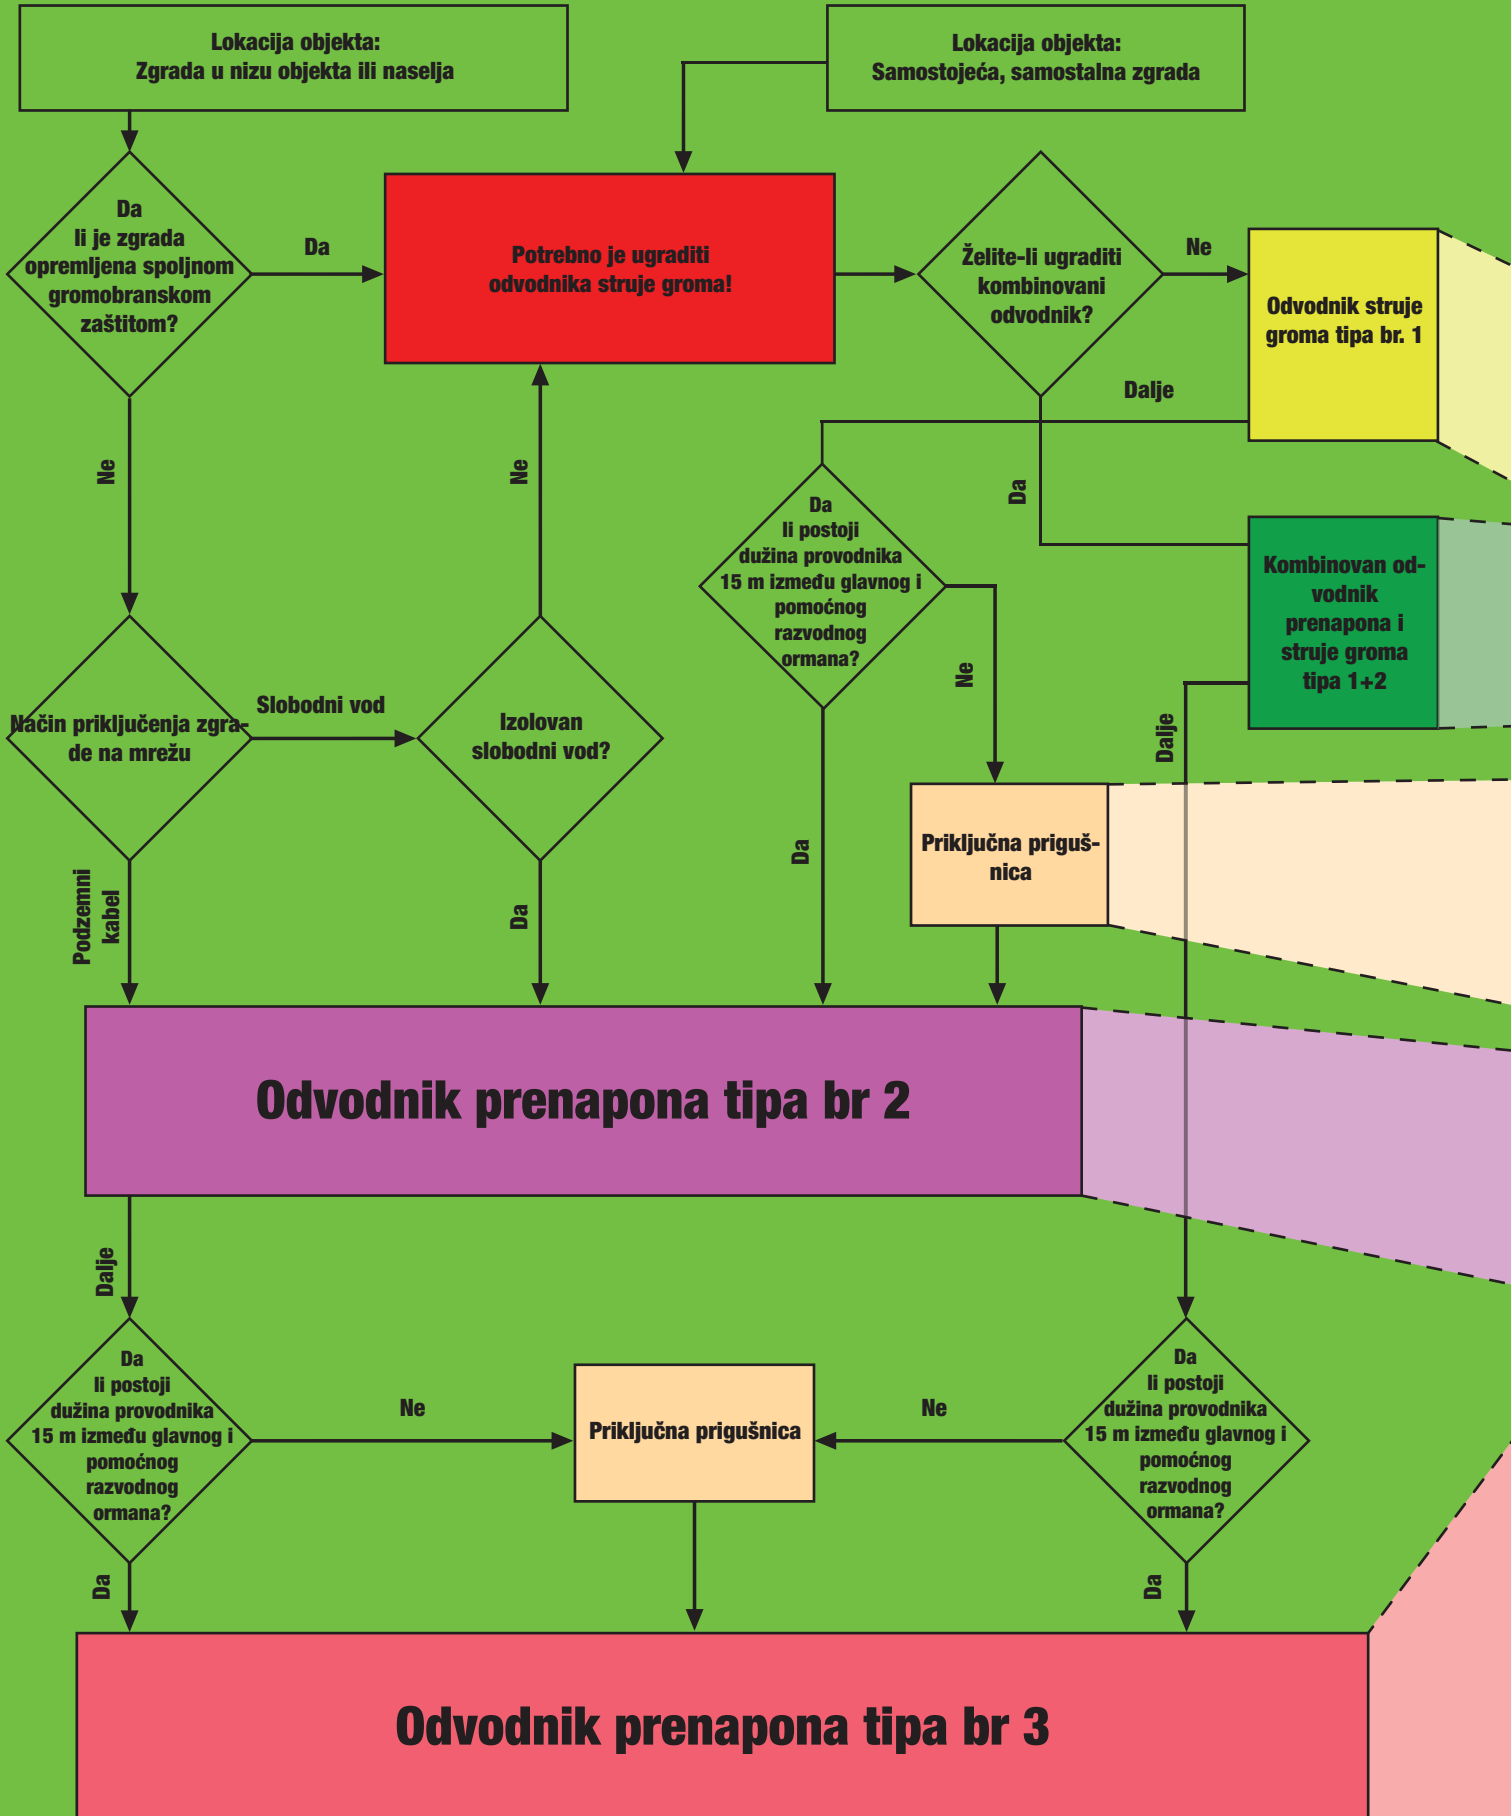 Lokacija objekta:
Zgrada u nizu objekta ili naselja
Lokacija objekta:
Samostojeća, samostalna zgrada
Da
li je zgrada
opremljena spoljnom
gromobranskom
zaštitom?
Da
Potrebno je ugraditi
odvodnika struje groma!
Želite-li ugraditi
kombinovani
odvodnik?
Ne
Odvodnik struje
groma tipa br. 1
Dalje
Ne
Ne
Da
Da
li postoji
dužina provodnika
15 m između glavnog i
pomoćnog
razvodnog
ormana?
Kombinovan od-
vodnik
prenapona i
struje groma
tipa 1+2
Ne
Dalje
Način priključenja zgra-
de na mrežu
Slobodni vod
Izolovan
slobodni vod?
Da
Priključna priguš-
nica
Podzemni
kabel
Da
Odvodnik prenapona tipa br 2
Dalje
Da
li postoji
dužina provodnika
15 m između glavnog i
pomoćnog
razvodnog
ormana?
Ne
Priključna prigušnica
Ne
Da
li postoji
dužina provodnika
15 m između glavnog i
pomoćnog
razvodnog
ormana?
Da
Da
Odvodnik prenapona tipa br 3